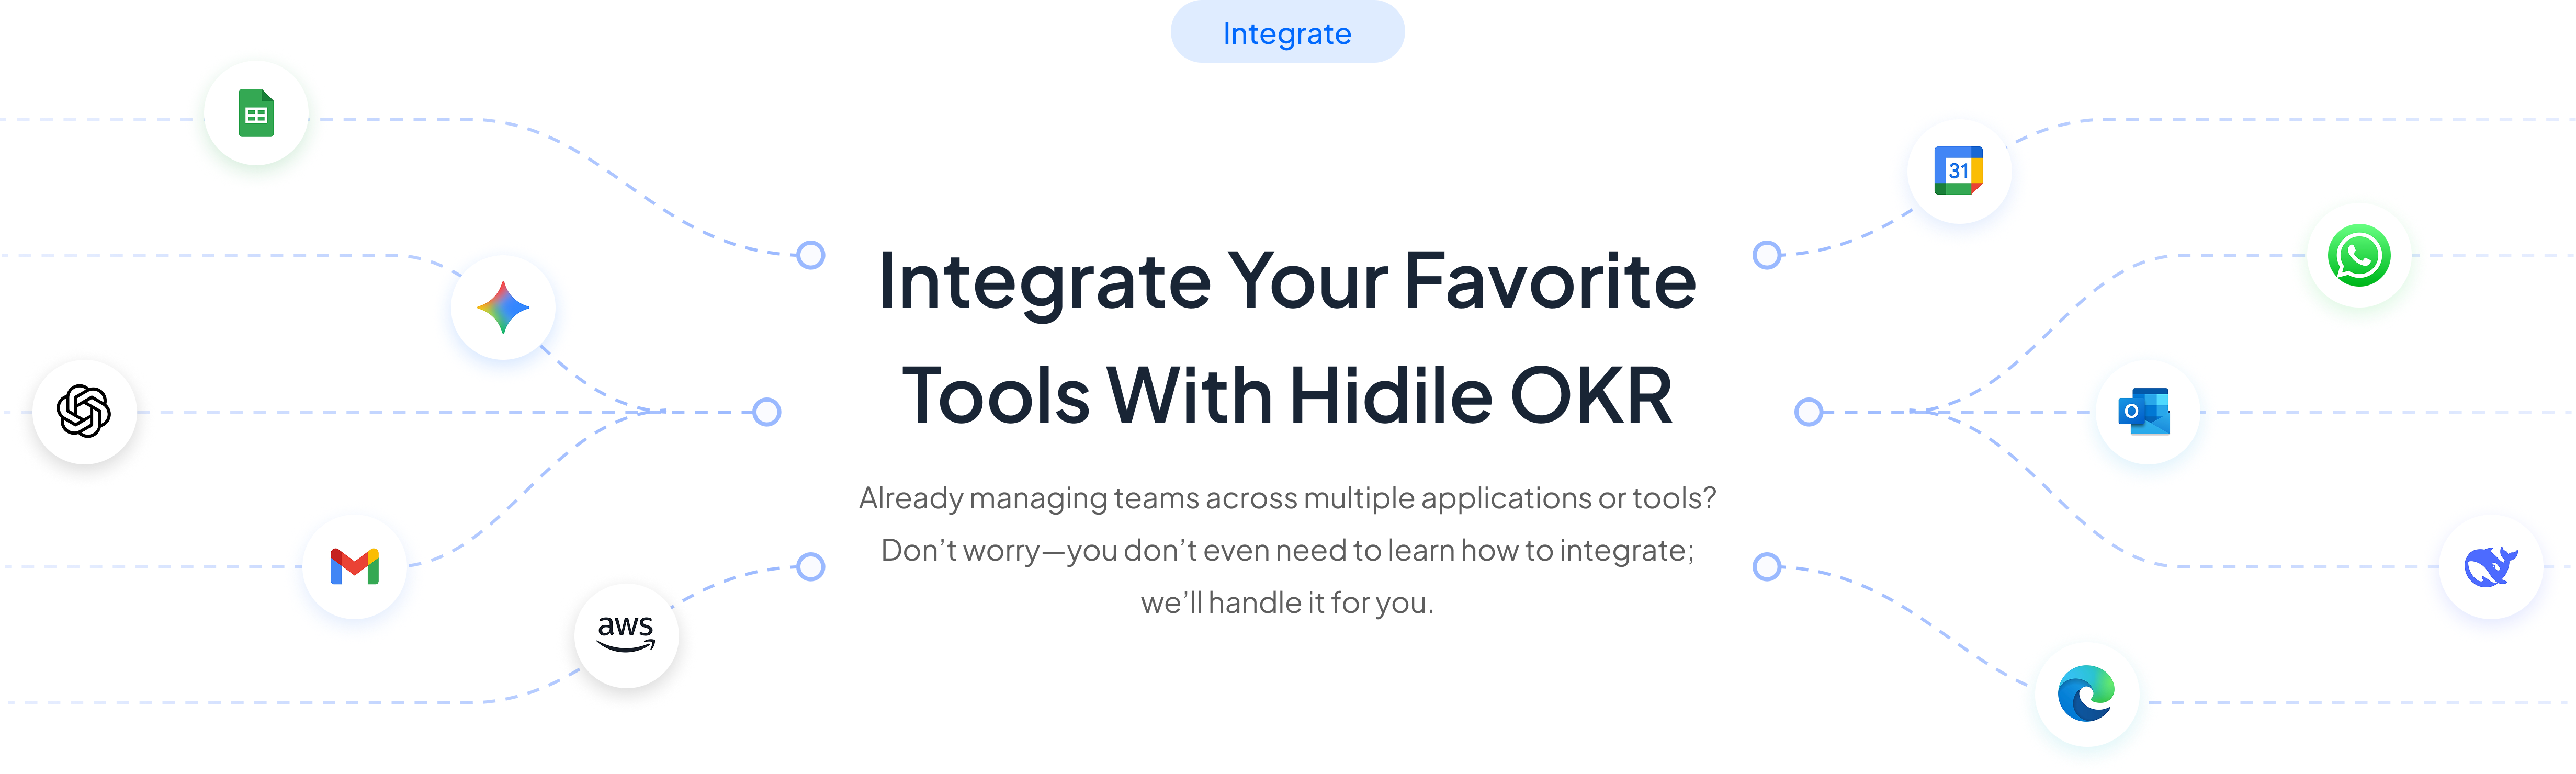 Integrate
Integrate Your Favorite
Tools With Hidile OKR
Already managing teams across multiple applications or tools?
Don’t worry—you don’t even need to learn how to integrate;
we’ll handle it for you.
31
O
aws